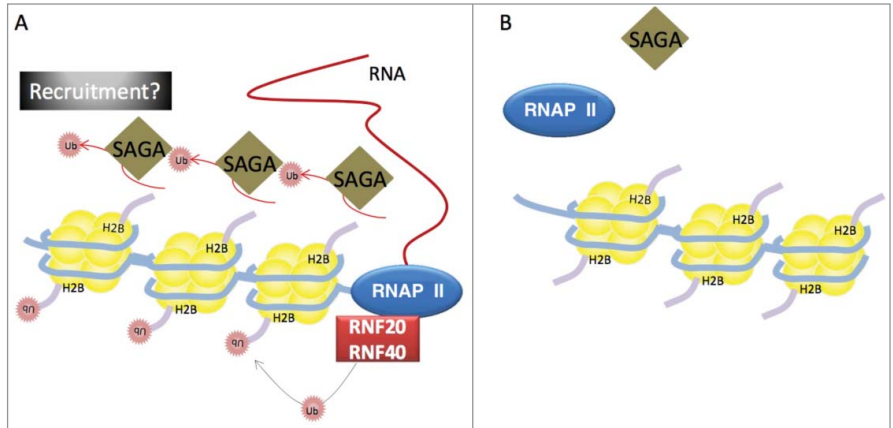 A
RNA
Recruitment?
Ub
SAGA
Ub
SAGA
Ub
SAGA
H2B
H2B
H2B
H2B
Ub
H2B
Ub
H2B
Ub
RNAP II
RNF20
RNF40
Ub
B
SAGA
RNAP II
H2B
H2B
H2B
H2B
H2B
H2B